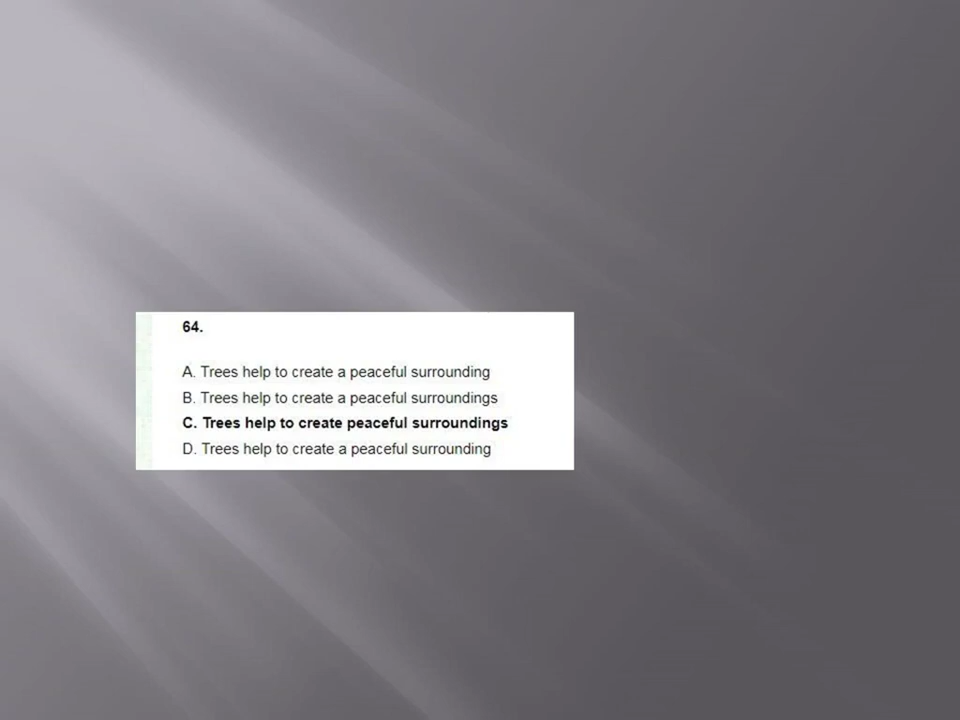 64.
A. Trees help to create a peaceful surrounding
B. Trees help to create a peaceful surroundings
C. Trees help to create peaceful surroundings
D. Trees help to create a peaceful surrounding